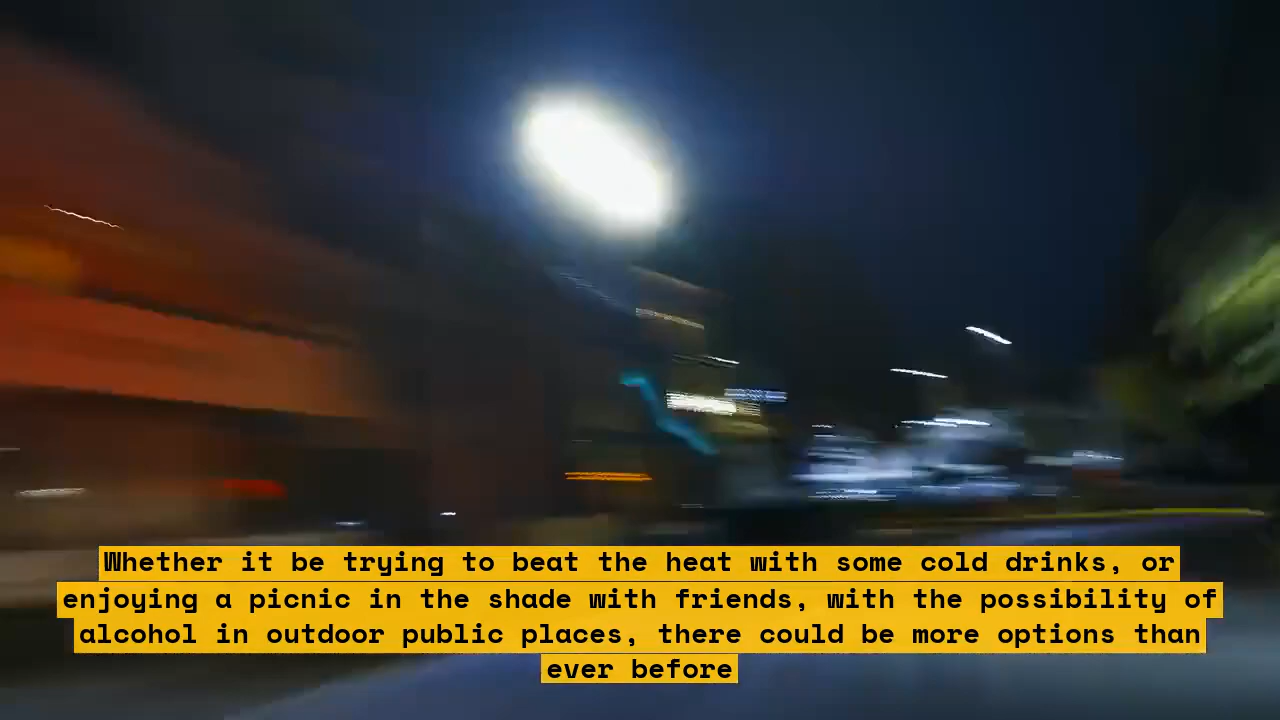 Whether it be trying to beat the heat with some cold drinks, or
enjoying a picnic in the shade with friends, with the possibility of
alcohol in outdoor public places, there could be more options than
ever before